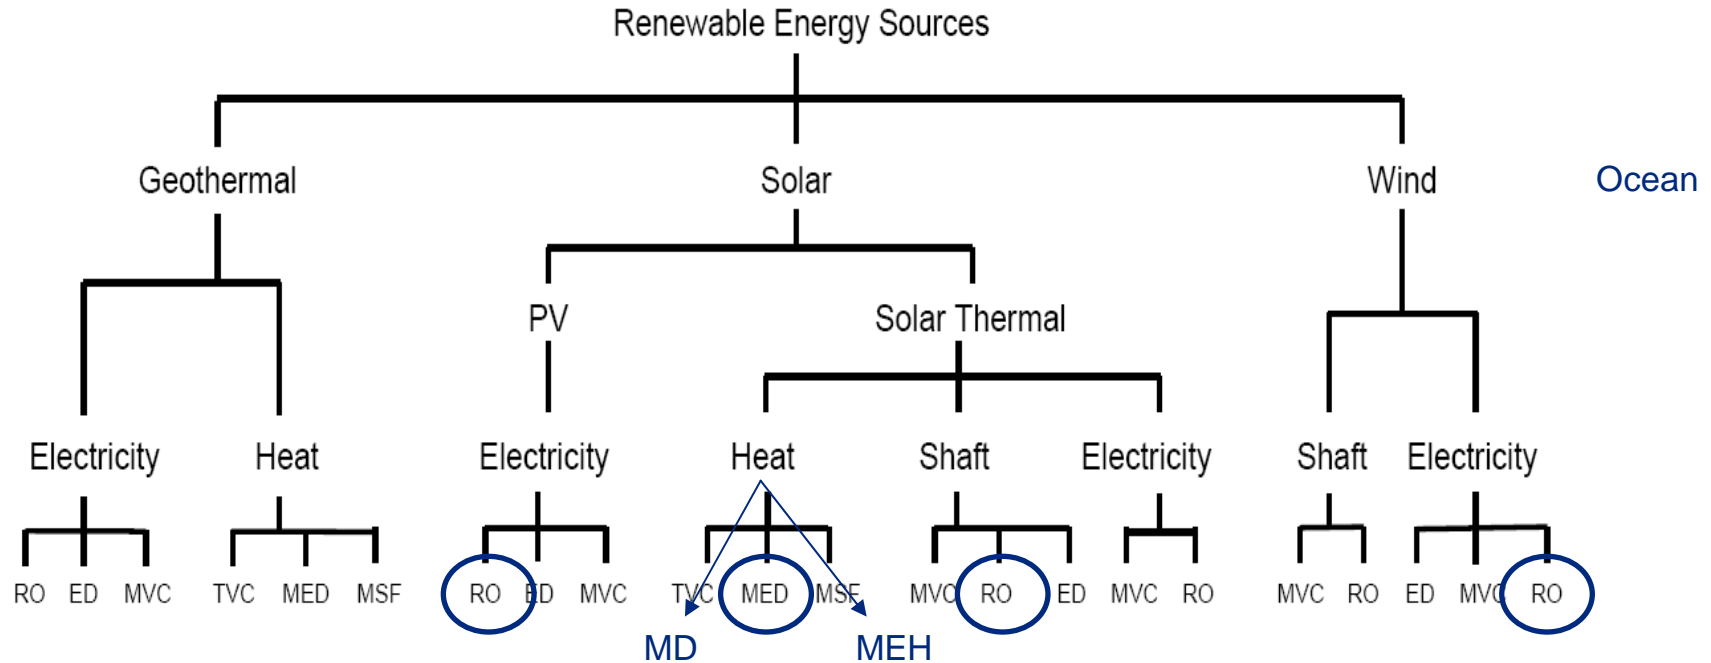 Renewable Energy Sources
Geothermal Solar Wind Ocean
PV Solar Thermal
Electricity Heat Electricity Heat Shaft Electricity Shaft Electricity
RO ED MVC TVC MED MSF RO ED MVC TVC MED MSF MVC RO ED MVC RO MVC RO ED MVC RO
MD MEH